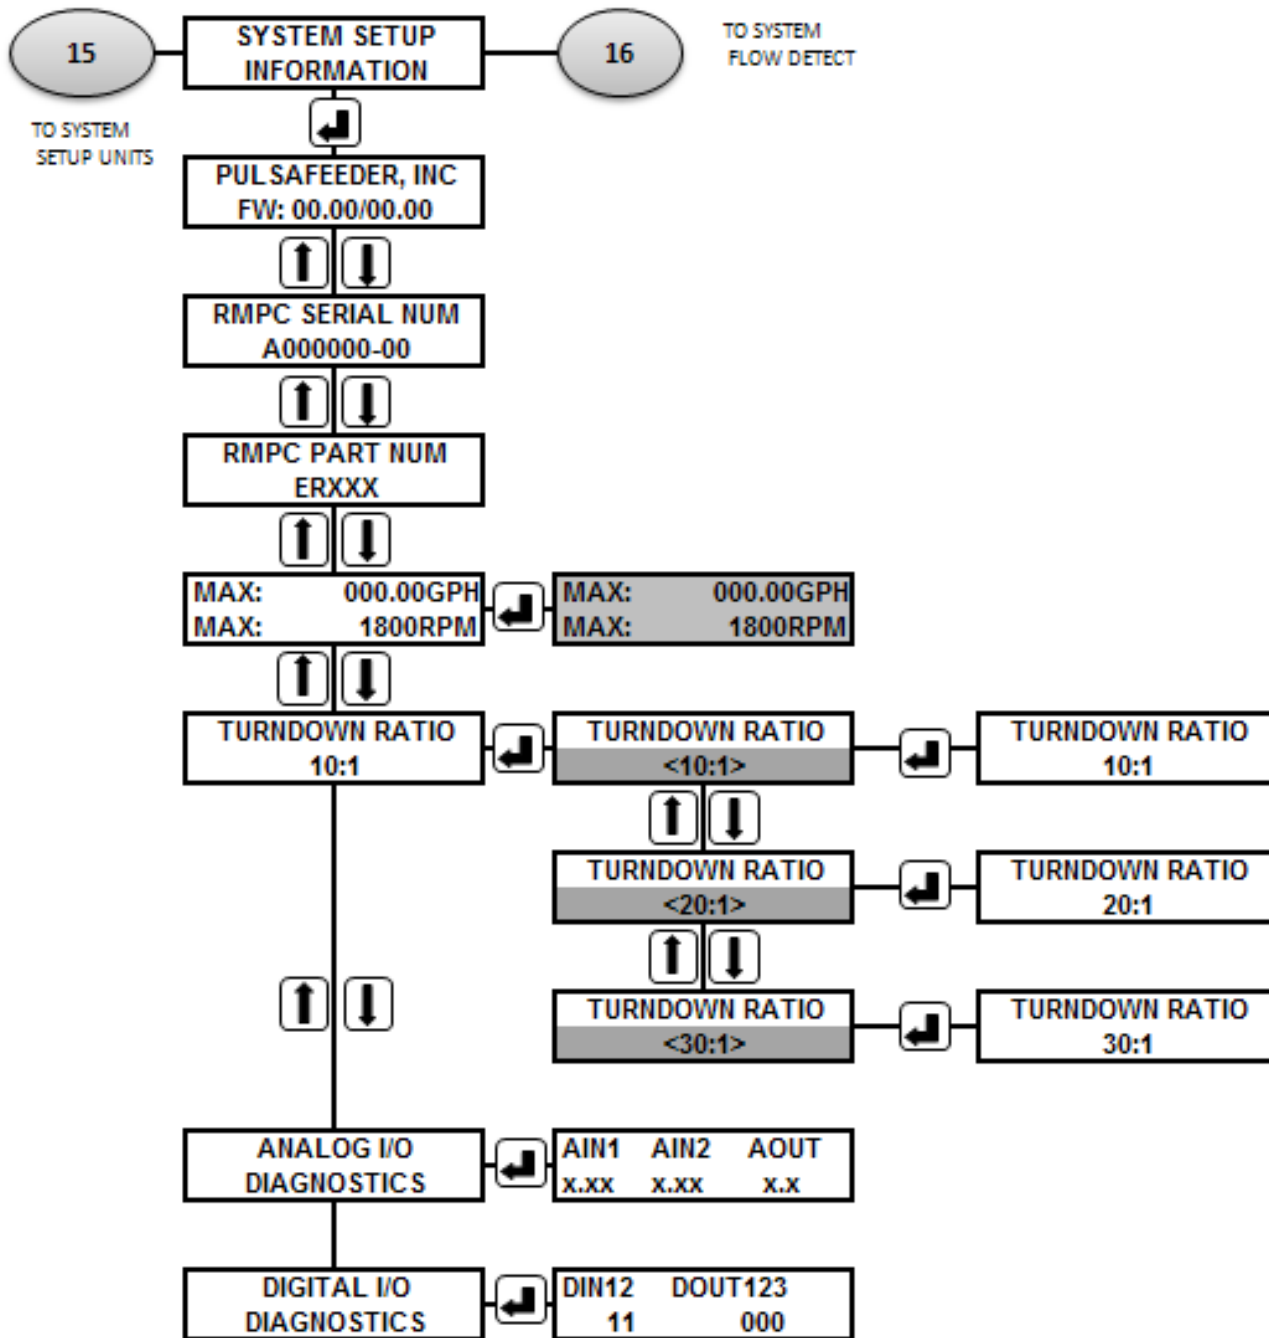 15
SYSTEM SETUP
INFORMATION
16
TO SYSTEM
FLOW DETECT
TO SYSTEM
SETUP UNITS
PULSAFEEDER, INC
FW: 00.00/00.00
RMPC SERIAL NUM
A000000-00
RMPC PART NUM
ERXXX
MAX: 000.00GPH
MAX: 1800RPM
MAX: 000.00GPH
MAX: 1800RPM
TURNDOWN RATIO
10:1
TURNDOWN RATIO
<10:1>
TURNDOWN RATIO
10:1
TURNDOWN RATIO
<20:1>
TURNDOWN RATIO
20:1
TURNDOWN RATIO
<30:1>
TURNDOWN RATIO
30:1
ANALOG I/O
DIAGNOSTICS
AIN1 AIN2 AOUT
x.xx x.xx x.x
DIGITAL I/O
DIAGNOSTICS
DIN12 DOUT123
11 000